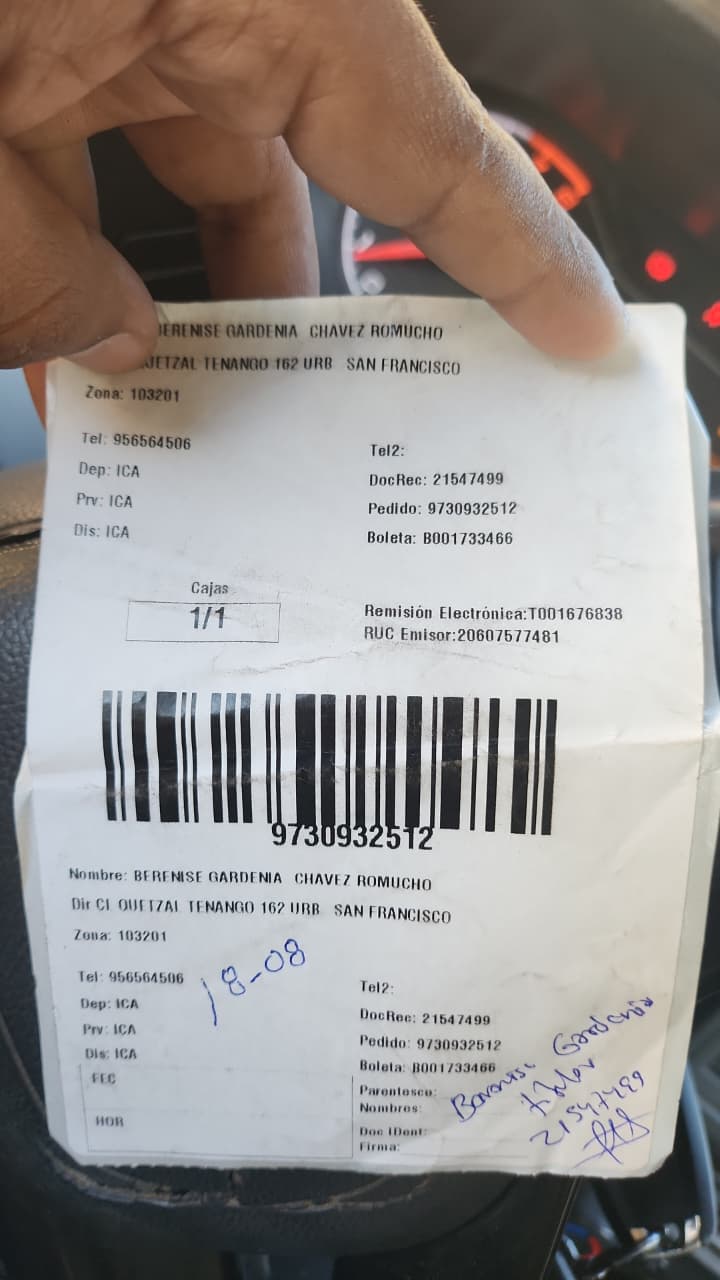 BERENISE GARDENIA CHAVEZ ROMUCHO
QUETZAL TENANGO 162 URB SAN FRANCISCO
Zona: 103201
Tel: 956564506
Dep: ICA
Prv: ICA
Dis: ICA
Tel2:
DocRec: 21547499
Pedido: 9730932512
Boleta: B001733466
Cajas
1/1
Remisión Electrónica:T001676838
RUC Emisor:20607577481
9730932512
Nombre: BERENISE GARDENIA CHAVEZ ROMUCHO
Dir Cl QUETZAL TENANGO 162 URB SAN FRANCISCO
Zona: 103201
18-08
Tel: 956564506
Dep: ICA
Prv: ICA
Dis: ICA
FEC
HOR
Tel2:
DocRec: 21547499
Pedido: 9730932512
Boleta: B001733466
Parentesco:
Nombres:
Doc IDent:
Firma:
Berenise Gardenia
21547499